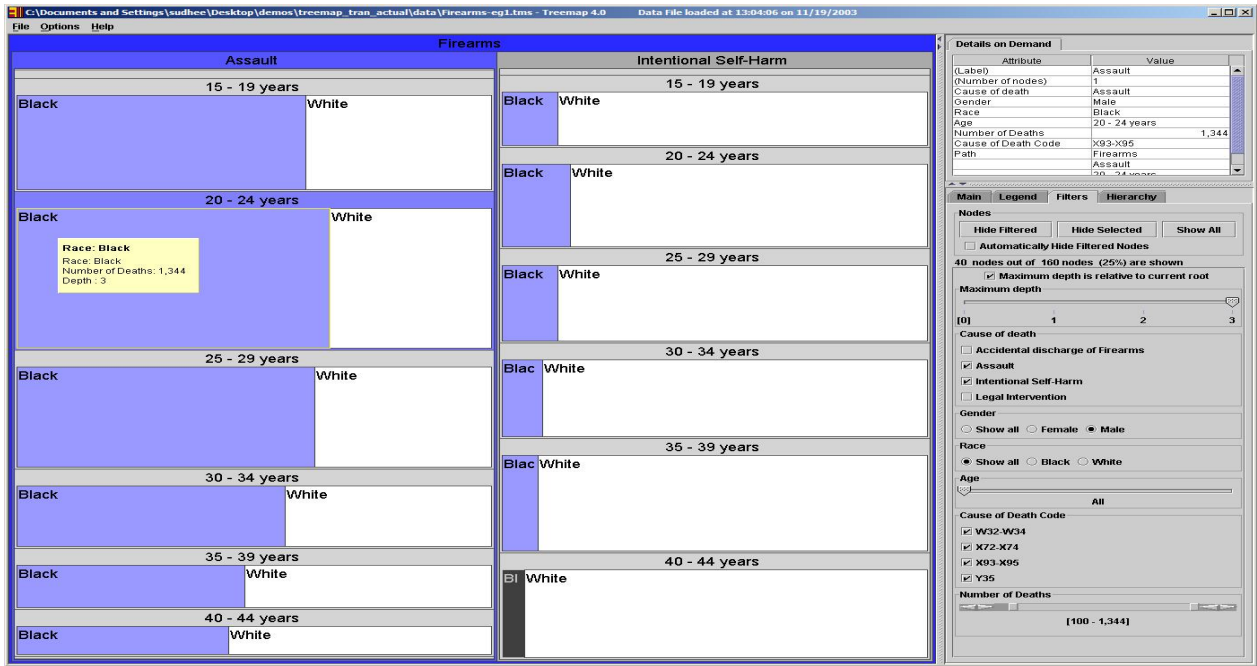 C:\Documents and Settings\sudhee\Desktop\demos\treemap_tran_actual\data\Firearms-eg1.tms - Treemap 4.0 Data File loaded at 13:04:06 on 11/19/2003
File Options Help
Firearms
Assault
15 - 19 years
Black White
20 - 24 years
Black White
Race: Black
Race: Black
Number of Deaths: 1,344
Depth : 3
25 - 29 years
Black White
30 - 34 years
Black White
35 - 39 years
Black White
40 - 44 years
Black White
Intentional Self-Harm
15 - 19 years
Black White
20 - 24 years
Black White
25 - 29 years
Black White
30 - 34 years
Blac White
35 - 39 years
Blac White
40 - 44 years
Bl White
Details on Demand
Attribute Value
(Label) Assault
(Number of nodes) 1
Cause of death Assault
Gender Male
Race Black
Age 20 - 24 years
Number of Deaths 1,344
Cause of Death Code X93-X95
Path Firearms
Assault
20 - 24 years
Main Legend Filters Hierarchy
Nodes
Hide Filtered Hide Selected Show All
Automatically Hide Filtered Nodes
40 nodes out of 160 nodes (25%) are shown
Maximum depth is relative to current root
Maximum depth
[0] 1 2 3
Cause of death
Accidental discharge of Firearms
Assault
Intentional Self-Harm
Legal Intervention
Gender
Show all Female Male
Race
Show all Black White
Age
All
Cause of Death Code
W32-W34
X72-X74
X93-X95
Y35
Number of Deaths
[100 - 1,344]